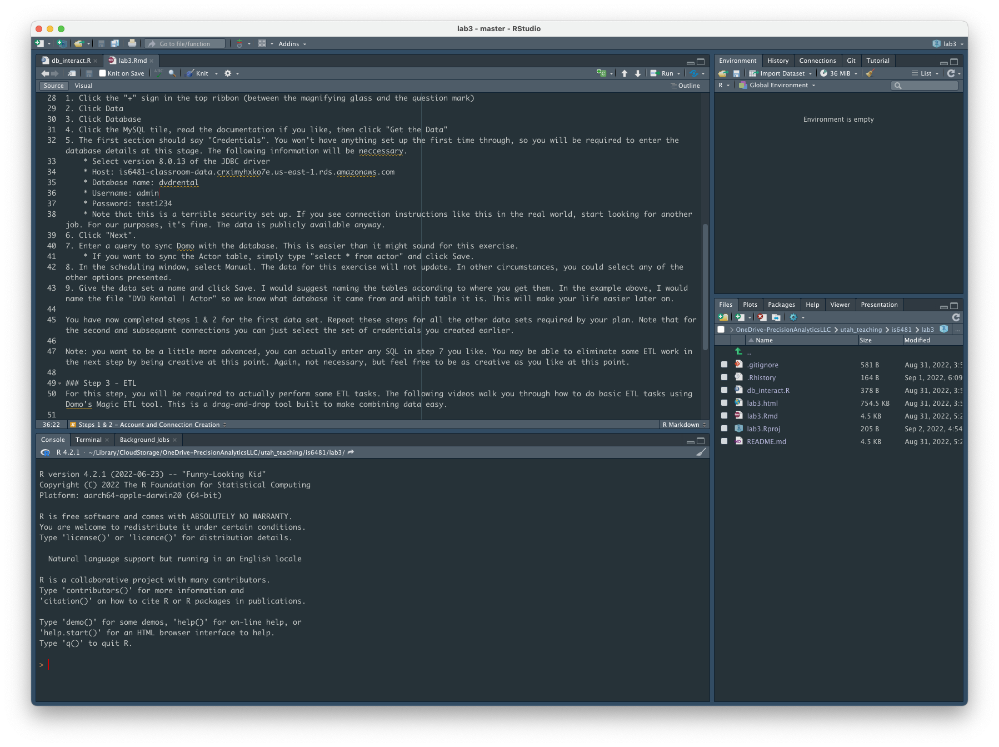 lab3 - master - RStudio
Go to file/function
Addins
lab3
db_interact.R
lab3.Rmd
Knit on Save
ABC
Knit
Run
Source
Visual
Outline
28 1. Click the "+" sign in the top ribbon (between the magnifying glass and the question mark)
29 2. Click Data
30 3. Click Database
31 4. Click the MySQL tile, read the documentation if you like, then click "Get the Data"
32 5. The first section should say "Credentials". You won't have anything set up the first time through, so you will be required to enter the
database details at this stage. The following information will be neccessary.
33 * Select version 8.0.13 of the JDBC driver
34 * Host: is6481-classroom-data.crximyhxko7e.us-east-1.rds.amazonaws.com
35 * Database name: dvdrental
36 * Username: admin
37 * Password: test1234
38 * Note that this is a terrible security set up. If you see connection instructions like this in the real world, start looking for another
job. For our purposes, it's fine. The data is publicly available anyway.
39 6. Click "Next".
40 7. Enter a query to sync Domo with the database. This is easier than it might sound for this exercise.
41 * If you want to sync the Actor table, simply type "select * from actor" and click Save.
42 8. In the scheduling window, select Manual. The data for this exercise will not update. In other circumstances, you could select any of the
other options presented.
43 9. Give the data set a name and click Save. I would suggest naming the tables according to where you get them. In the example above, I would
name the file "DVD Rental | Actor" so we know what database it came from and which table it is. This will make your life easier later on.
44
45 You have now completed steps 1 & 2 for the first data set. Repeat these steps for all the other data sets required by your plan. Note that for
the second and subsequent connections you can just select the set of credentials you created earlier.
46
47 Note: you want to be a little more advanced, you can actually enter any SQL in step 7 you like. You may be able to eliminate some ETL work in
the next step by being creative at this point. Again, not necessary, but feel free to be as creative as you like at this point.
48
49 ### Step 3 - ETL
50 For this step, you will be required to actually perform some ETL tasks. The following videos walk you through how to do basic ETL tasks using
Domo's Magic ETL tool. This is a drag-and-drop tool built to make combining data easy.
51
36:22
# Steps 1 & 2 - Account and Connection Creation
R Markdown
Console
Terminal
Background Jobs
R 4.2.1 · ~/Library/CloudStorage/OneDrive-PrecisionAnalyticsLLC/utah_teaching/is6481/lab3/
R version 4.2.1 (2022-06-23) -- "Funny-Looking Kid"
Copyright (C) 2022 The R Foundation for Statistical Computing
Platform: aarch64-apple-darwin20 (64-bit)
R is free software and comes with ABSOLUTELY NO WARRANTY.
You are welcome to redistribute it under certain conditions.
Type 'license()' or 'licence()' for distribution details.
Natural language support but running in an English locale
R is a collaborative project with many contributors.
Type 'contributors()' for more information and
'citation()' on how to cite R or R packages in publications.
Type 'demo()' for some demos, 'help()' for on-line help, or
'help.start()' for an HTML browser interface to help.
Type 'q()' to quit R.
>
Environment
History
Connections
Git
Tutorial
Import Dataset
36 MiB
List
R
Global Environment
Environment is empty
Files
Plots
Packages
Help
Viewer
Presentation
OneDrive-PrecisionAnalyticsLLC > utah_teaching > is6481 > lab3 ...
Name Size Modified
..
.gitignore 581 B Aug 31, 2022, 3:5
.Rhistory 164 B Sep 1, 2022, 6:09
db_interact.R 378 B Aug 31, 2022, 3:5
lab3.html 754.5 KB Aug 31, 2022, 3:5
lab3.Rmd 4.5 KB Aug 31, 2022, 5:2
lab3.Rproj 205 B Sep 2, 2022, 4:54
README.md 4.5 KB Aug 31, 2022, 5:2